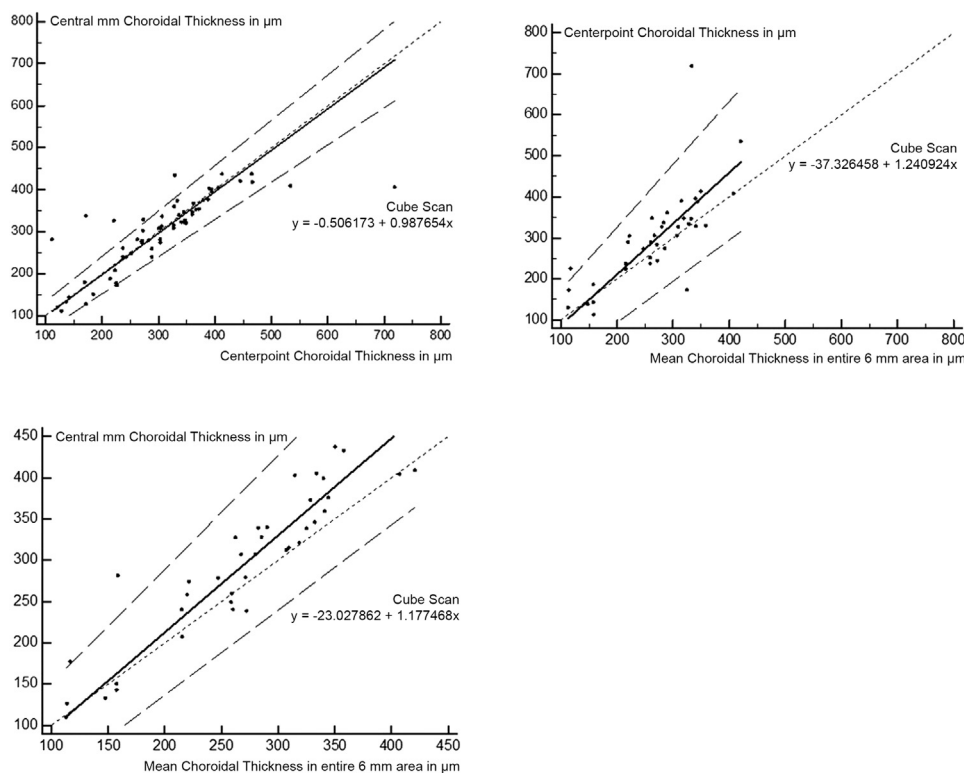 Central mm Choroidal Thickness in µm
800
700
600
500
400
300
200
100
Cube Scan
y = -0.506173 + 0.987654x
100 200 300 400 500 600 700 800
Centerpoint Choroidal Thickness in µm
Centerpoint Choroidal Thickness in µm
800
700
600
500
400
300
200
100
Cube Scan
y = -37.326458 + 1.240924x
100 200 300 400 500 600 700 800
Mean Choroidal Thickness in entire 6 mm area in µm
Central mm Choroidal Thickness in µm
450
400
350
300
250
200
150
100
Cube Scan
y = -23.027862 + 1.177468x
100 150 200 250 300 350 400 450
Mean Choroidal Thickness in entire 6 mm area in µm